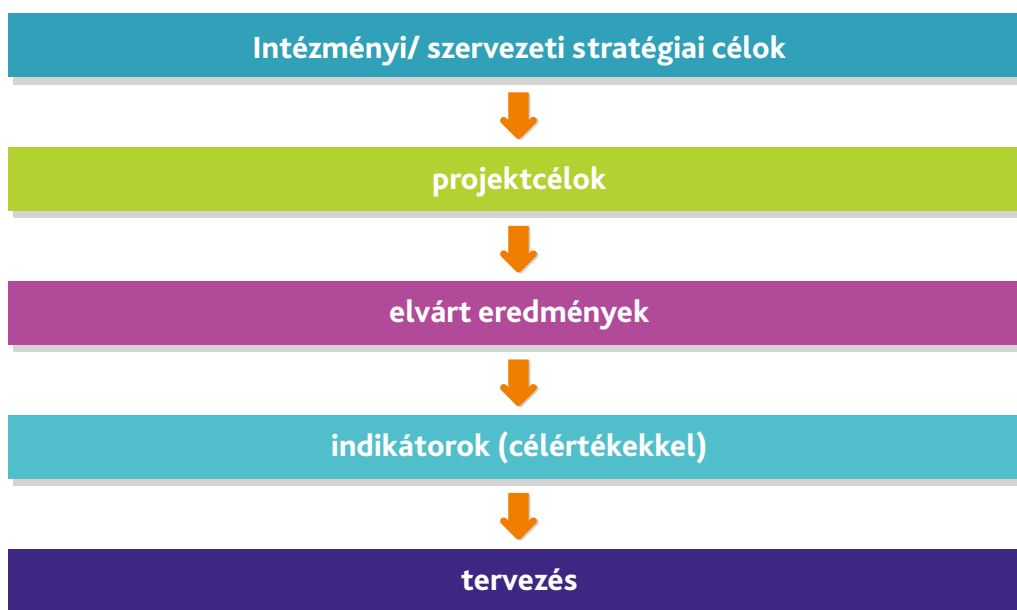 Intézményi/ szervezeti stratégiai célok
projektcélok
elvárt eredmények
indikátorok (célértékekkel)
tervezés